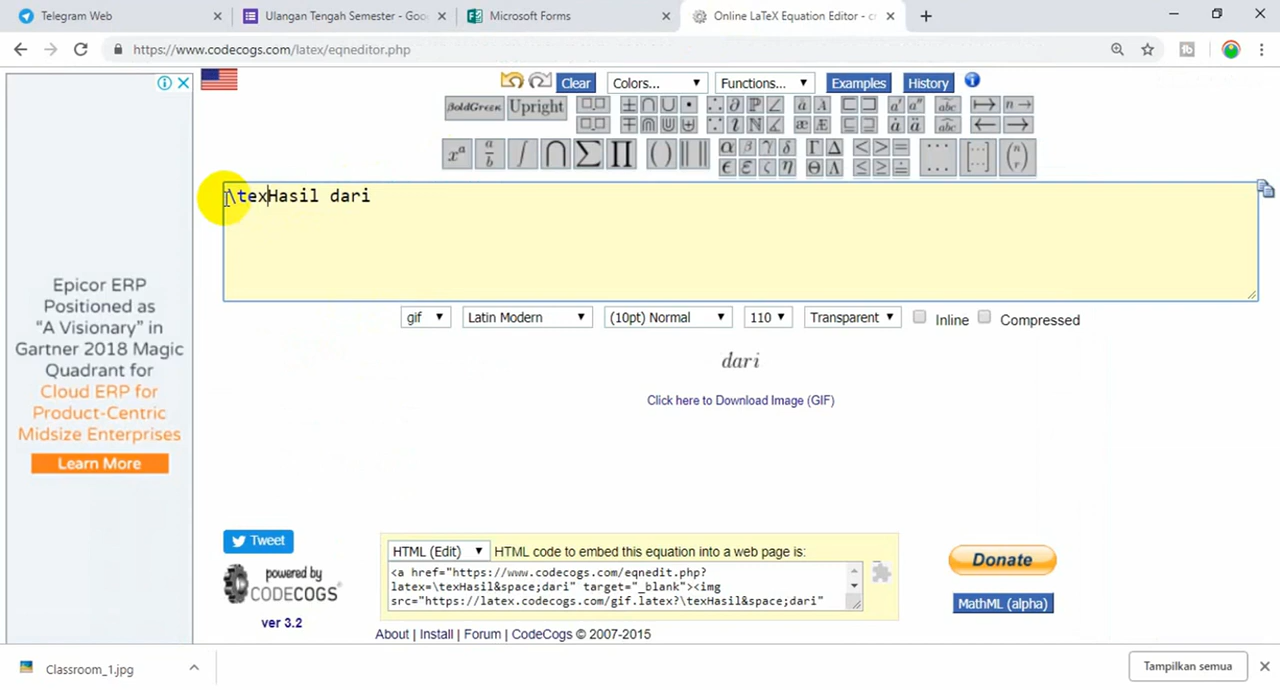 Telegram Web
Ulangan Tengah Semester - Goo
Microsoft Forms
Online LaTeX Equation Editor - cr
https://www.codecogs.com/latex/eqneditor.php
Clear
Colors...
Functions...
Examples
History
BoldGreek
Upright
\texHasil dari
gif
Latin Modern
(10pt) Normal
110
Transparent
Inline
Compressed
dari
Click here to Download Image (GIF)
Epicor ERP
Positioned as
“A Visionary” in
Gartner 2018 Magic
Quadrant for
Cloud ERP for
Product-Centric
Midsize Enterprises
Learn More
Tweet
powered by
CODECOGS
ver 3.2
HTML (Edit)
HTML code to embed this equation into a web page is:
<a href="https://www.codecogs.com/eqnedit.php?
latex=\texHasil&space;dari" target="_blank"><img
src="https://latex.codecogs.com/gif.latex?\texHasil&space;dari"
Donate
MathML (alpha)
About | Install | Forum | CodeCogs © 2007-2015
Classroom_1.jpg
Tampilkan semua